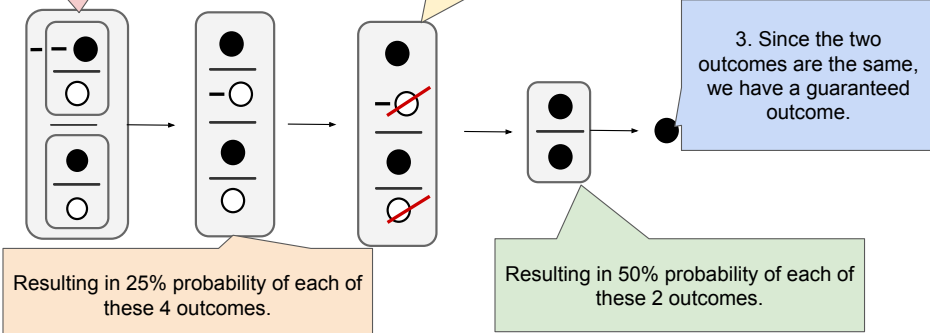 3. Since the two
outcomes are the same,
we have a guaranteed
outcome.
Resulting in 25% probability of each of
these 4 outcomes.
Resulting in 50% probability of each of
these 2 outcomes.